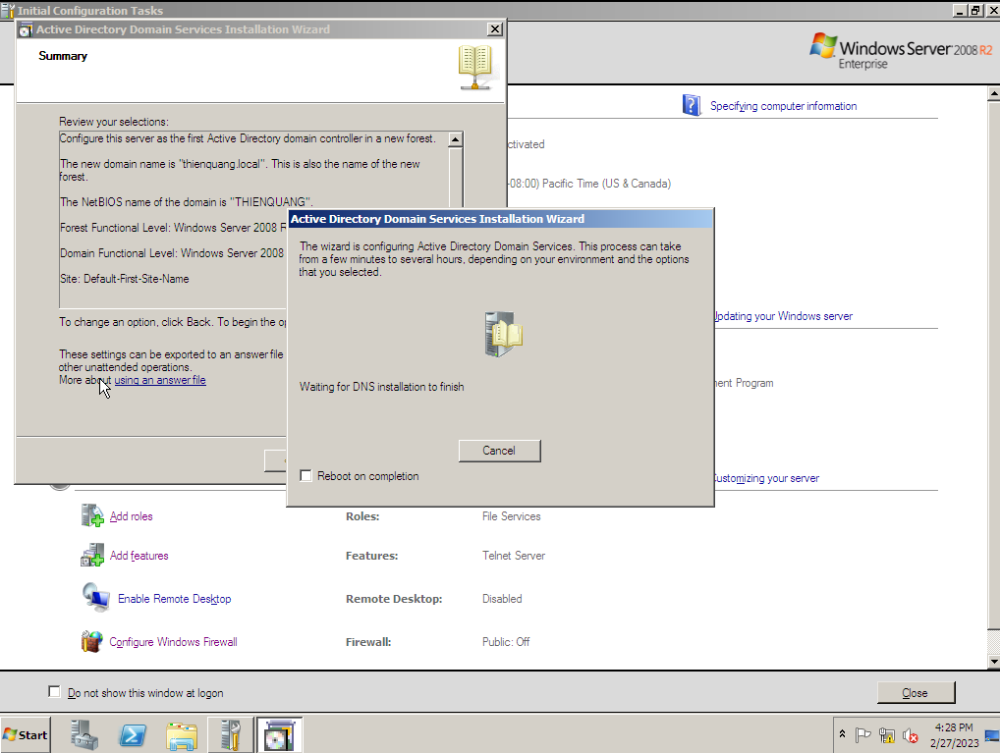 Initial Configuration Tasks
Active Directory Domain Services Installation Wizard
Summary
Windows Server 2008 R2
Enterprise
Specifying computer information
Review your selections:
Configure this server as the first Active Directory domain controller in a new forest.
ctivated
The new domain name is "thienquang.local". This is also the name of the new
forest.
-08:00) Pacific Time (US & Canada)
The NetBIOS name of the domain is "THIENQUANG".
Forest Functional Level: Windows Server 2008 R
Domain Functional Level: Windows Server 2008
Site: Default-First-Site-Name
To change an option, click Back. To begin the op
These settings can be exported to an answer file
other unattended operations.
More about using an answer file
Active Directory Domain Services Installation Wizard
The wizard is configuring Active Directory Domain Services. This process can take
from a few minutes to several hours, depending on your environment and the options
that you selected.
Waiting for DNS installation to finish
Cancel
Reboot on completion
Updating your Windows server
ment Program
Customizing your server
Add roles
Roles:
File Services
Add features
Features:
Telnet Server
Enable Remote Desktop
Remote Desktop:
Disabled
Configure Windows Firewall
Firewall:
Public: Off
Do not show this window at logon
Close
Start
4:28 PM
2/27/2023